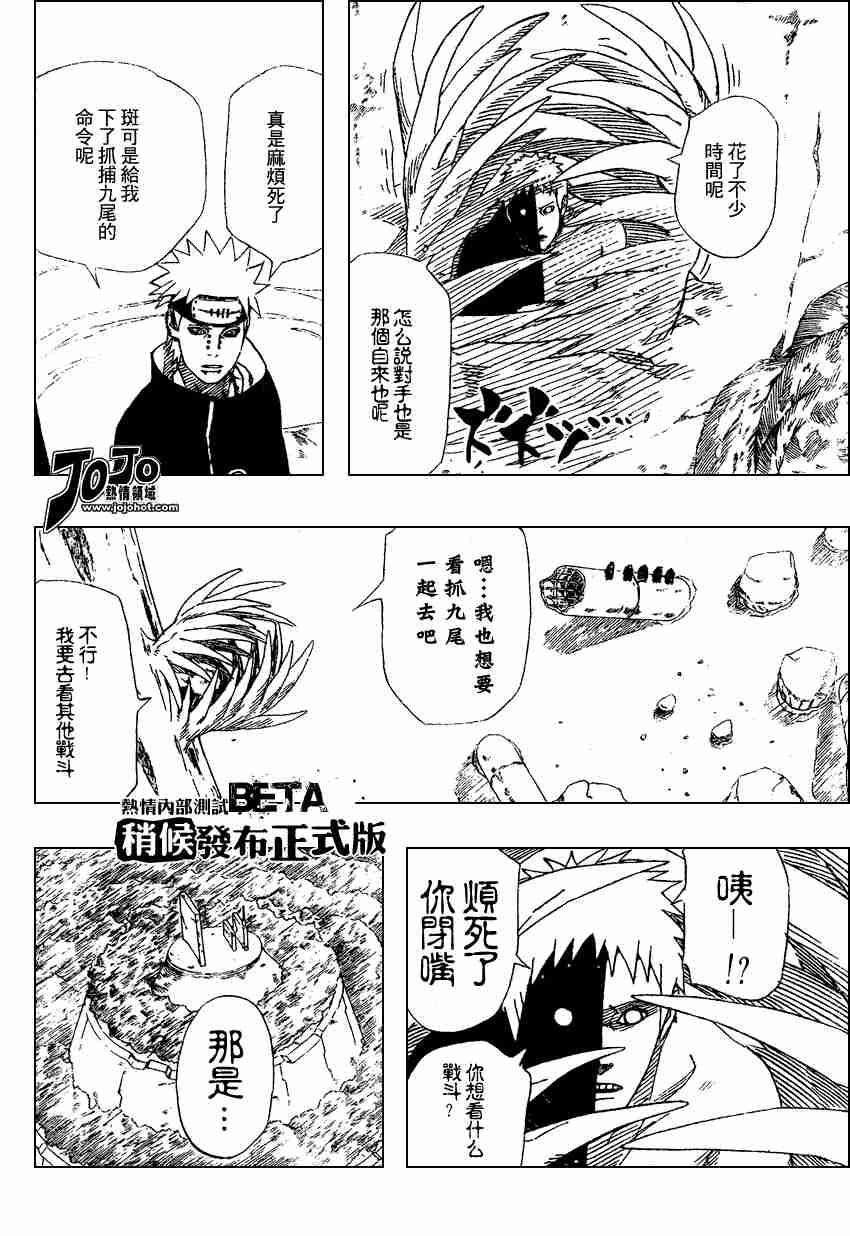 花了不少
時間呢
怎么說對手也是
那個自來也呢
ズズッ…
真是麻煩死了
斑可是給我
下了抓捕九尾的
命令呢
JOJO
熱情領域
www.jojohot.com
嗯…我也想要
看抓九尾
一起去吧
不行！
我要去看其他戰斗
熱情內部測試BETA
稍候發布正式版
咦—!?
煩死了
你閉嘴
你想看什么
戰斗？
那是…